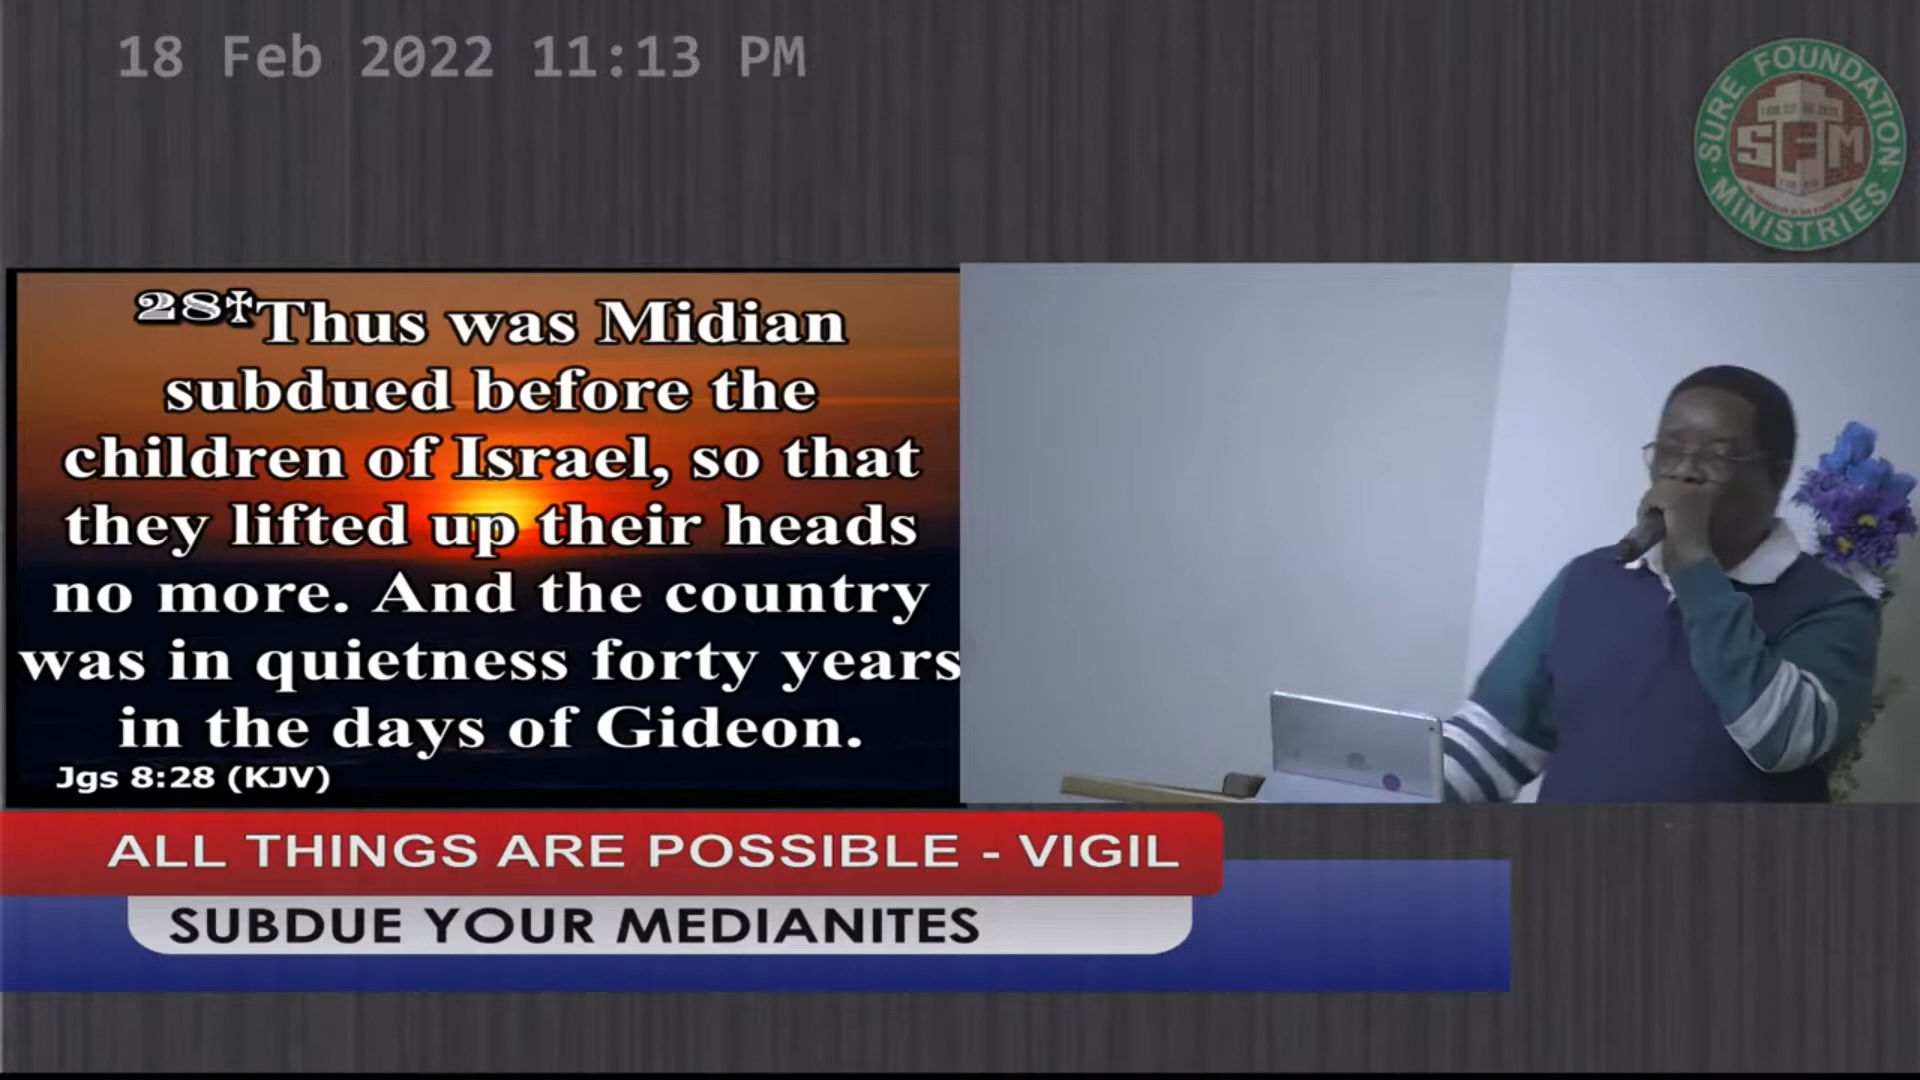 18 Feb 2022 11:13 PM
SURE FOUNDATION
SFM
MINISTRIES
28†Thus was Midian
subdued before the
children of Israel, so that
they lifted up their heads
no more. And the country
was in quietness forty years
in the days of Gideon.
Jgs 8:28 (KJV)
ALL THINGS ARE POSSIBLE - VIGIL
SUBDUE YOUR MEDIANITES